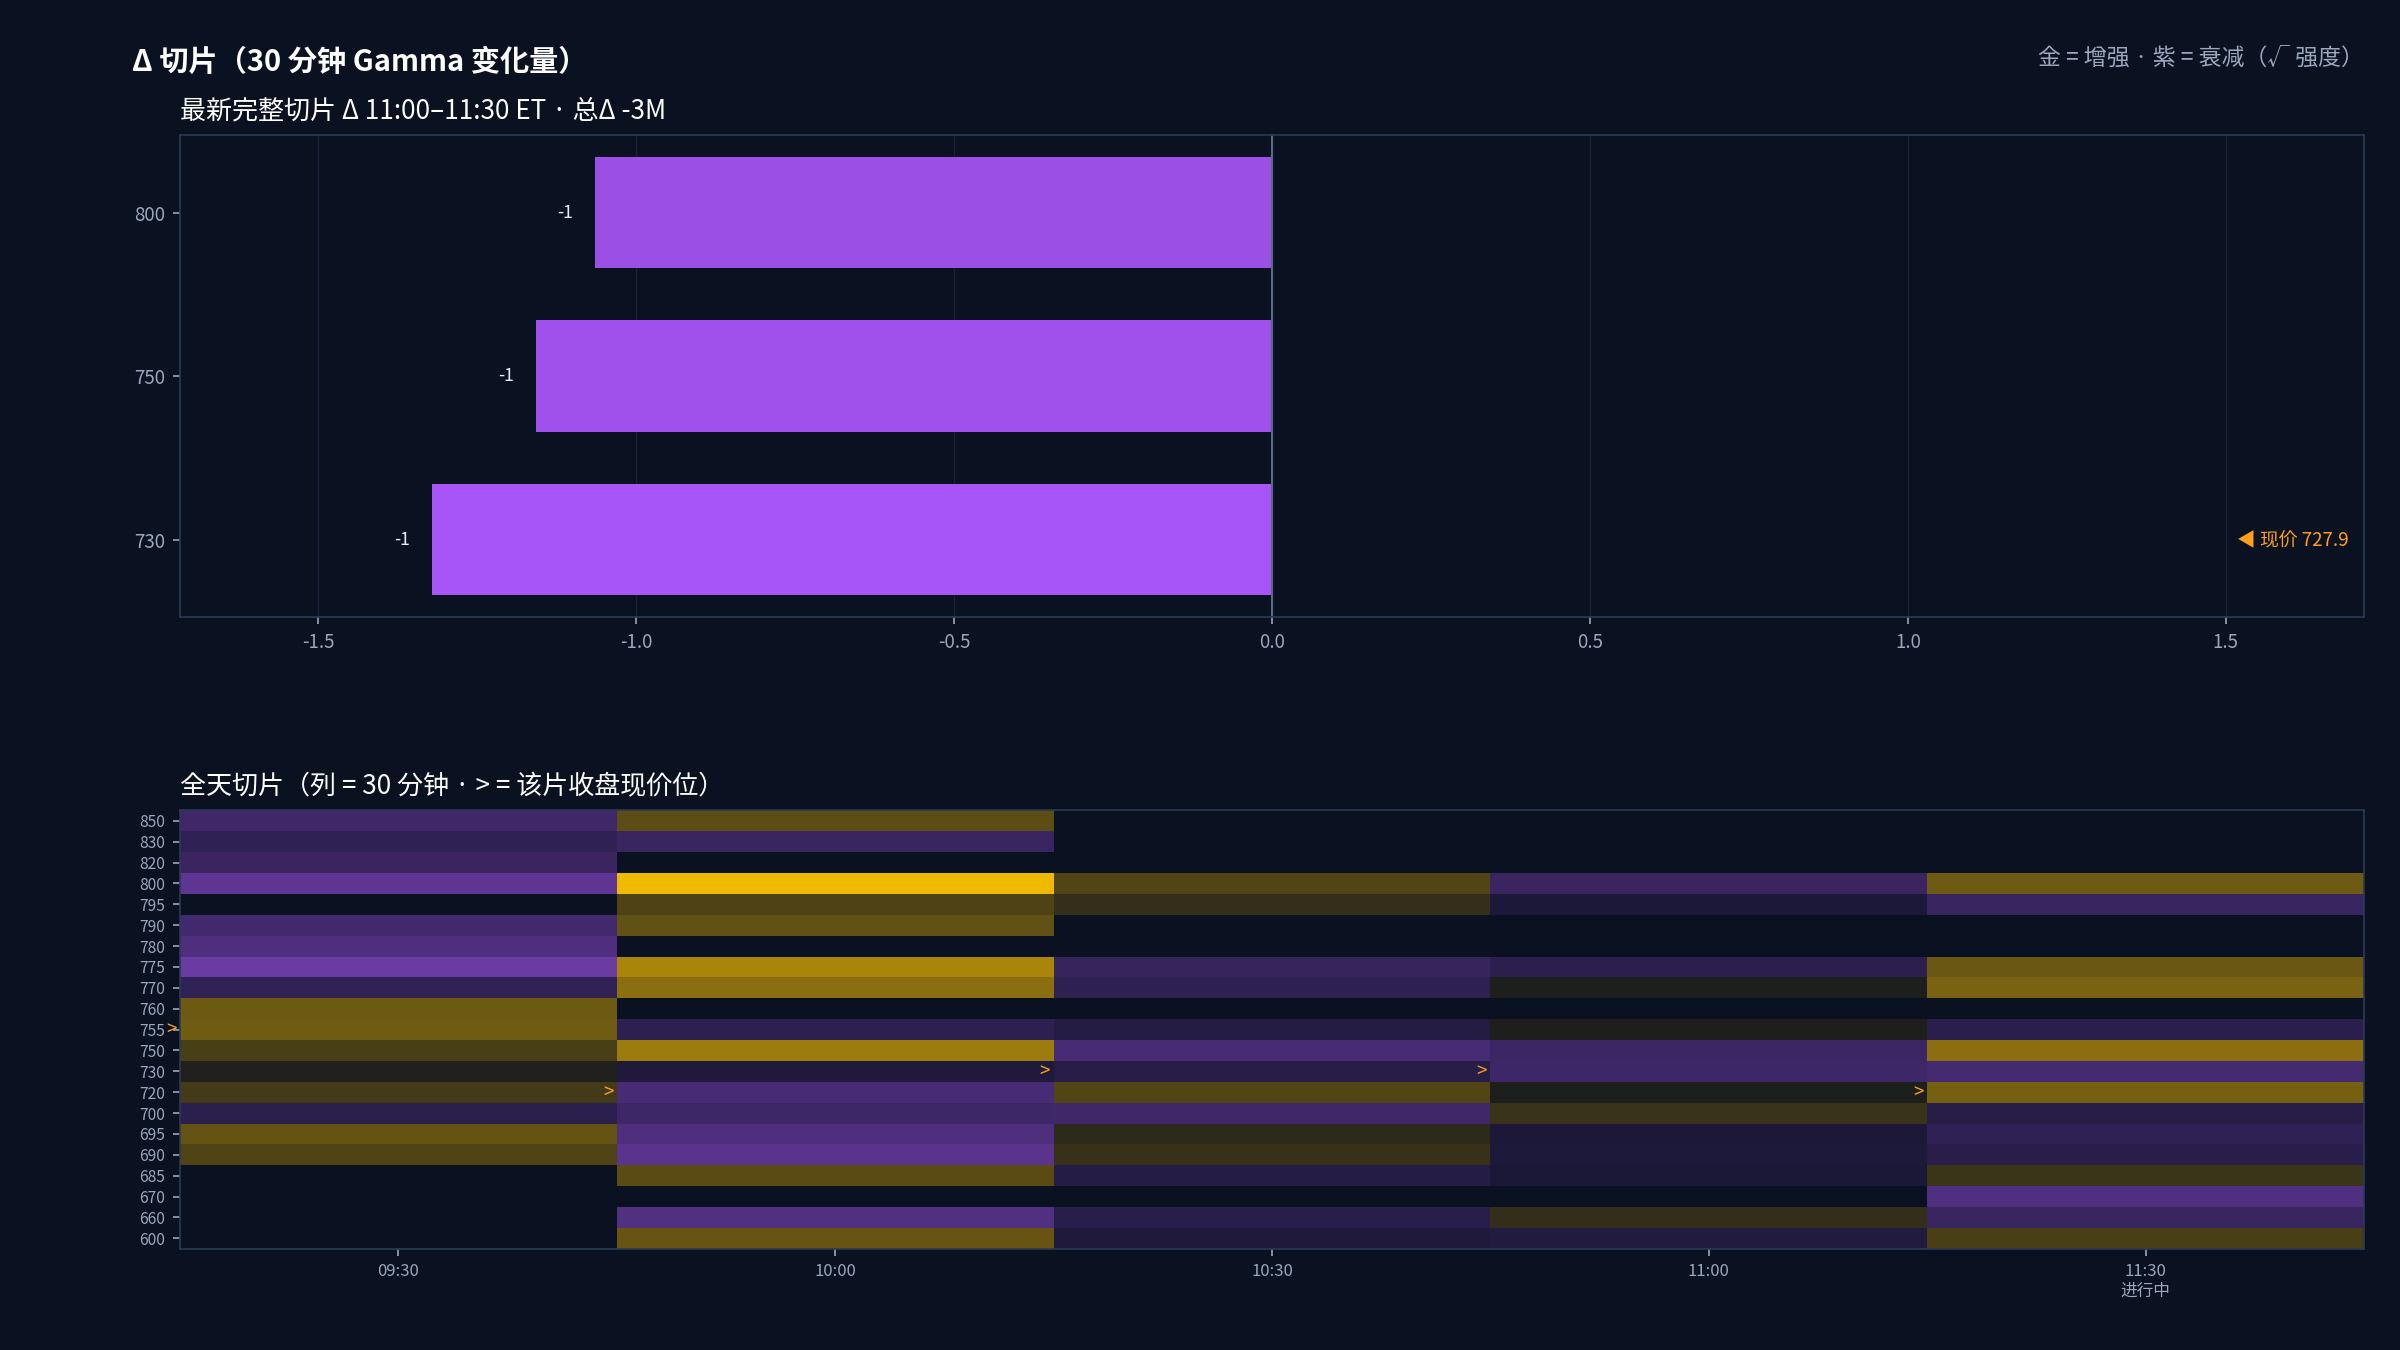 Δ 切片（30 分钟 Gamma 变化量）
金 = 增强 · 紫 = 衰减（√ 强度）
最新完整切片 Δ 11:00–11:30 ET · 总Δ -3M
800
-1
750
-1
730
-1
◀ 现价 727.9
-1.5 -1.0 -0.5 0.0 0.5 1.0 1.5
全天切片（列 = 30 分钟 · > = 该片收盘现价位）
850
830
820
800
795
790
780
775
770
760
755 >
750
730 > >
720 > >
700
695
690
685
670
660
600
09:30 10:00 10:30 11:00 11:30
进行中